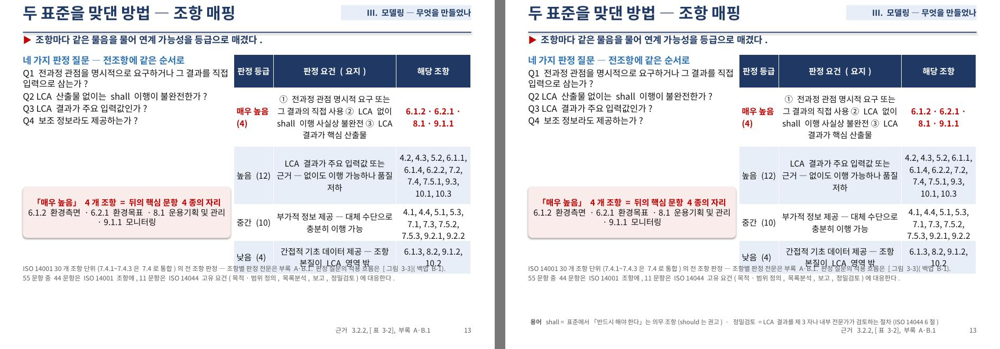 두 표준을 맞댄 방법 — 조항 매핑
III. 모델링 — 무엇을 만들었나
▶ 조항마다 같은 물음을 물어 연계 가능성을 등급으로 매겼다 .
네 가지 판정 질문 — 전조항에 같은 순서로
Q1 전과정 관점을 명시적으로 요구하거나 그 결과를 직접
입력으로 삼는가 ?
Q2 LCA 산출물 없이는 shall 이행이 불완전한가 ?
Q3 LCA 결과가 주요 입력값인가 ?
Q4 보조 정보라도 제공하는가 ?
「매우 높음」 4 개 조항 = 뒤의 핵심 문항 4 종의 자리
6.1.2 환경측면 · 6.2.1 환경목표 · 8.1 운용기획 및 관리
· 9.1.1 모니터링
판정 등급
판정 요건 ( 요지 )
해당 조항
매우 높음
(4)
① 전과정 관점 명시적 요구 또는
그 결과의 직접 사용 ② LCA 없이
shall 이행 사실상 불완전 ③ LCA
결과가 핵심 산출물
6.1.2 · 6.2.1 ·
8.1 · 9.1.1
높음 (12)
LCA 결과가 주요 입력값 또는
근거 — 없이도 이행 가능하나 품질
저하
4.2, 4.3, 5.2, 6.1.1,
6.1.4, 6.2.2, 7.2,
7.4, 7.5.1, 9.3,
10.1, 10.3
중간 (10)
부가적 정보 제공 — 대체 수단으로
충분히 이행 가능
4.1, 4.4, 5.1, 5.3,
7.1, 7.3, 7.5.2,
7.5.3, 9.2.1, 9.2.2
낮음 (4)
간접적 기초 데이터 제공 — 조항
본질이 LCA 영역 밖
6.1.3, 8.2, 9.1.2,
10.2
ISO 14001 30 개 조항 단위 (7.4.1~7.4.3 은 7.4 로 통합 ) 의 전 조항 판정 — 조항별 판정 전문은 부록 A·B.1. 판정 질문의 적용 흐름은 [ 그림 3-3]( 백업 B-1).
55 문항 중 44 문항은 ISO 14001 조항에 , 11 문항은 ISO 14044 고유 요건 ( 목적 · 범위 정의 , 목록분석 , 보고 , 정밀검토 ) 에 대응한다 .
근거 3.2.2, [ 표 3-2], 부록 A·B.1
13
두 표준을 맞댄 방법 — 조항 매핑
III. 모델링 — 무엇을 만들었나
▶ 조항마다 같은 물음을 물어 연계 가능성을 등급으로 매겼다 .
네 가지 판정 질문 — 전조항에 같은 순서로
Q1 전과정 관점을 명시적으로 요구하거나 그 결과를 직접
입력으로 삼는가 ?
Q2 LCA 산출물 없이는 shall 이행이 불완전한가 ?
Q3 LCA 결과가 주요 입력값인가 ?
Q4 보조 정보라도 제공하는가 ?
「매우 높음」 4 개 조항 = 뒤의 핵심 문항 4 종의 자리
6.1.2 환경측면 · 6.2.1 환경목표 · 8.1 운용기획 및 관리
· 9.1.1 모니터링
판정 등급
판정 요건 ( 요지 )
해당 조항
매우 높음
(4)
① 전과정 관점 명시적 요구 또는
그 결과의 직접 사용 ② LCA 없이
shall 이행 사실상 불완전 ③ LCA
결과가 핵심 산출물
6.1.2 · 6.2.1 ·
8.1 · 9.1.1
높음 (12)
LCA 결과가 주요 입력값 또는
근거 — 없이도 이행 가능하나 품질
저하
4.2, 4.3, 5.2, 6.1.1,
6.1.4, 6.2.2, 7.2,
7.4, 7.5.1, 9.3,
10.1, 10.3
중간 (10)
부가적 정보 제공 — 대체 수단으로
충분히 이행 가능
4.1, 4.4, 5.1, 5.3,
7.1, 7.3, 7.5.2,
7.5.3, 9.2.1, 9.2.2
낮음 (4)
간접적 기초 데이터 제공 — 조항
본질이 LCA 영역 밖
6.1.3, 8.2, 9.1.2,
10.2
ISO 14001 30 개 조항 단위 (7.4.1~7.4.3 은 7.4 로 통합 ) 의 전 조항 판정 — 조항별 판정 전문은 부록 A·B.1. 판정 질문의 적용 흐름은 [ 그림 3-3]( 백업 B-1).
55 문항 중 44 문항은 ISO 14001 조항에 , 11 문항은 ISO 14044 고유 요건 ( 목적 · 범위 정의 , 목록분석 , 보고 , 정밀검토 ) 에 대응한다 .
용어 shall = 표준에서 「반드시 해야 한다」는 의무 조항 (should 는 권고 ) · 정밀검토 = LCA 결과를 제 3 자나 내부 전문가가 검토하는 절차 (ISO 14044 6 절 )
근거 3.2.2, [ 표 3-2], 부록 A·B.1
13